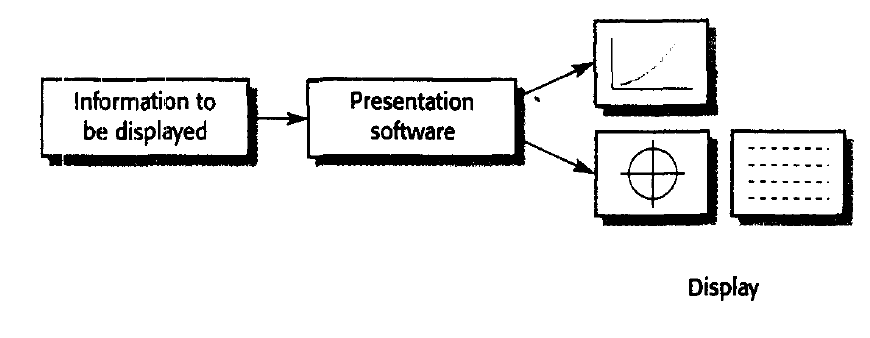 Information to
be displayed
Presentation
software
Display